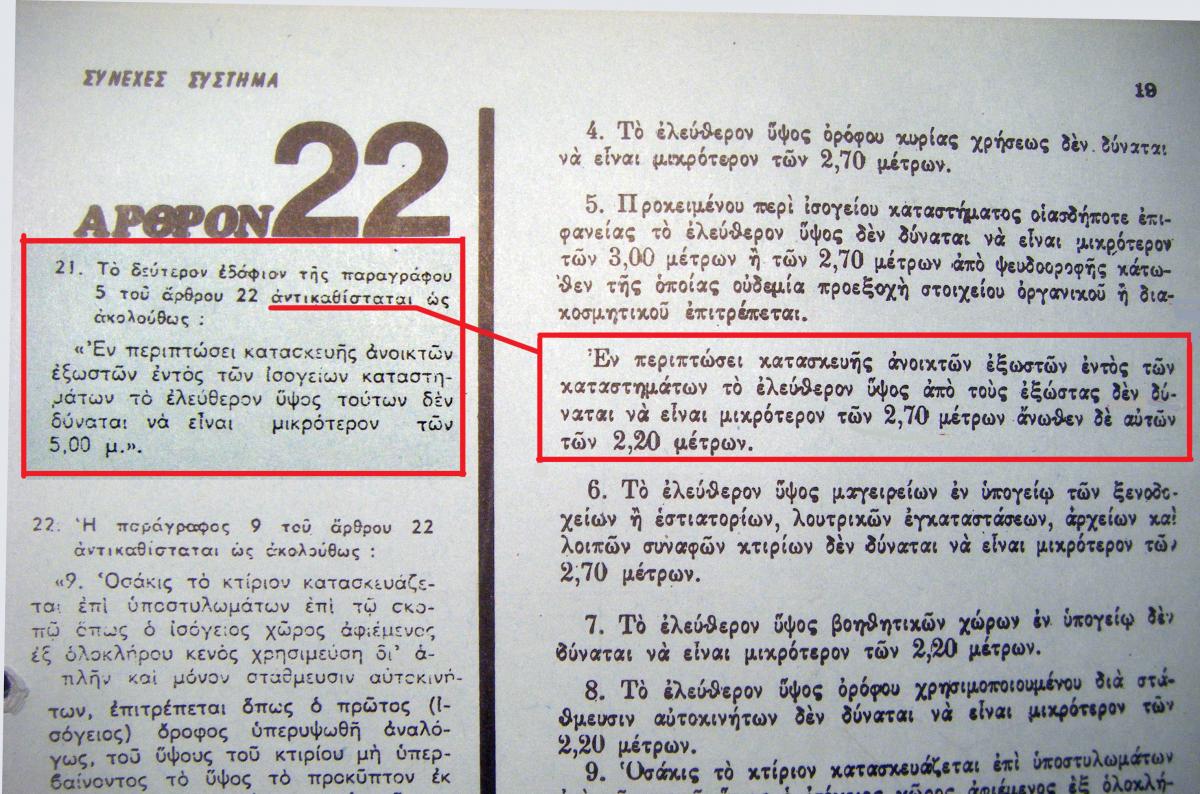 ΣΥΝΕΧΕΣ ΣΥΣΤΗΜΑ
19
ΑΡΘΡΟΝ 22
21. Τὸ δεύτερον ἐδάφιον τῆς παραγράφου
5 τοῦ ἄρθρου 22 ἀντικαθίσταται ὡς
ἀκολούθως :
«Ἐν περιπτώσει κατασκευῆς ἀνοικτῶν
ἐξωστῶν ἐντὸς τῶν ἰσογείων καταστη-
μάτων τὸ ἐλεύθερον ὕψος τούτων δὲν
δύναται νὰ εἶναι μικρότερον τῶν
5,00 μ.».
22. Ἡ παράγραφος 9 τοῦ ἄρθρου 22
ἀντικαθίσταται ὡς ἀκολούθως :
«9. Ὁσάκις τὸ κτίριον κατασκευάζε-
ται ἐπὶ ὑποστυλωμάτων ἐπὶ τῷ σκο-
πῷ ὅπως ὁ ἰσόγειος χῶρος ἀφιέμενος
ἐξ ὁλοκλήρου κενὸς χρησιμεύση δι' ἁ-
πλῆν καὶ μόνον στάθμευσιν αὐτοκινή-
των, ἐπιτρέπεται ὅπως ὁ πρῶτος (ἰ-
σόγειος) ὄροφος ὑπερυψωθῆ ἀναλό-
γως, τοῦ ὕψους τοῦ κτιρίου μὴ ὑπερ-
βαίνοντος τὸ ὕψος τὸ προκῦπτον ἐκ
4. Τὸ ἐλεύθερον ὕψος ὀρόφου κυρίας χρήσεως δὲν δύναται
νὰ εἶναι μικρότερον τῶν 2,70 μέτρων.
5. Προκειμένου περὶ ἰσογείου καταστήματος οἱασδήποτε ἐπι-
φανείας τὸ ἐλεύθερον ὕψος δὲν δύναται νὰ εἶναι μικρότερον
τῶν 3,00 μέτρων ἢ τῶν 2,70 μέτρων ἀπὸ ψευδοοροφῆς κάτω-
θεν τῆς ὁποίας οὐδεμία προεξοχὴ στοιχείου ὀργανικοῦ ἢ δια-
κοσμητικοῦ ἐπιτρέπεται.
Ἐν περιπτώσει κατασκευῆς ἀνοικτῶν ἐξωστῶν ἐντὸς τῶν
καταστημάτων τὸ ἐλεύθερον ὕψος ἀπὸ τοὺς ἐξώστας δὲν δύ-
ναται νὰ εἶναι μικρότερον τῶν 2,70 μέτρων ἄνωθεν δὲ αὐτῶν
τῶν 2,20 μέτρων.
6. Τὸ ἐλεύθερον ὕψος μαγειρείων ἐν ὑπογείῳ τῶν ξενοδο-
χείων ἢ ἑστιατορίων, λουτρικῶν ἐγκαταστάσεων, ἀρχείων καὶ
λοιπῶν συναφῶν κτιρίων δὲν δύναται νὰ εἶναι μικρότερον τῶν
2,70 μέτρων.
7. Τὸ ἐλεύθερον ὕψος βοηθητικῶν χώρων ἐν ὑπογείῳ δὲν
δύναται νὰ εἶναι μικρότερον τῶν 2,20 μέτρων.
8. Τὸ ἐλεύθερον ὕψος ὀρόφου χρησιμοποιουμένου διὰ στά-
θμευσιν αὐτοκινήτων δὲν δύναται νὰ εἶναι μικρότερον τῶν
2,20 μέτρων.
9. Ὁσάκις τὸ κτίριον κατασκευάζεται ἐπὶ ὑποστυλωμάτων